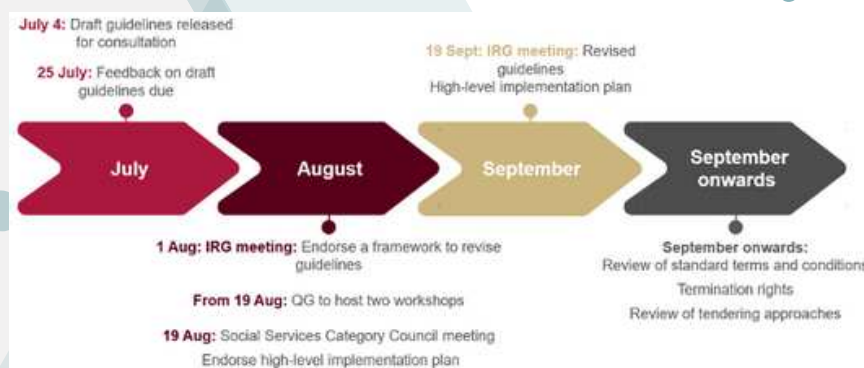 July 4: Draft guidelines released
for consultation
25 July: Feedback on draft
guidelines due
19 Sept: IRG meeting: Revised
guidelines
High-level implementation plan
July
August
September
September
onwards
1 Aug: IRG meeting: Endorse a framework to revise
guidelines
From 19 Aug: QG to host two workshops
19 Aug: Social Services Category Council meeting
Endorse high-level implementation plan
September onwards:
Review of standard terms and conditions
Termination rights
Review of tendering approaches